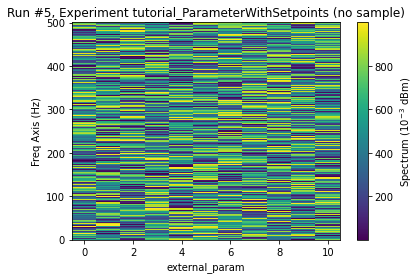 Run #5, Experiment tutorial_ParameterWithSetpoints (no sample)
500
400
300
200
100
0
Freq Axis (Hz)
0 2 4 6 8 10
external_param
800
600
400
200
Spectrum (10⁻³ dBm)